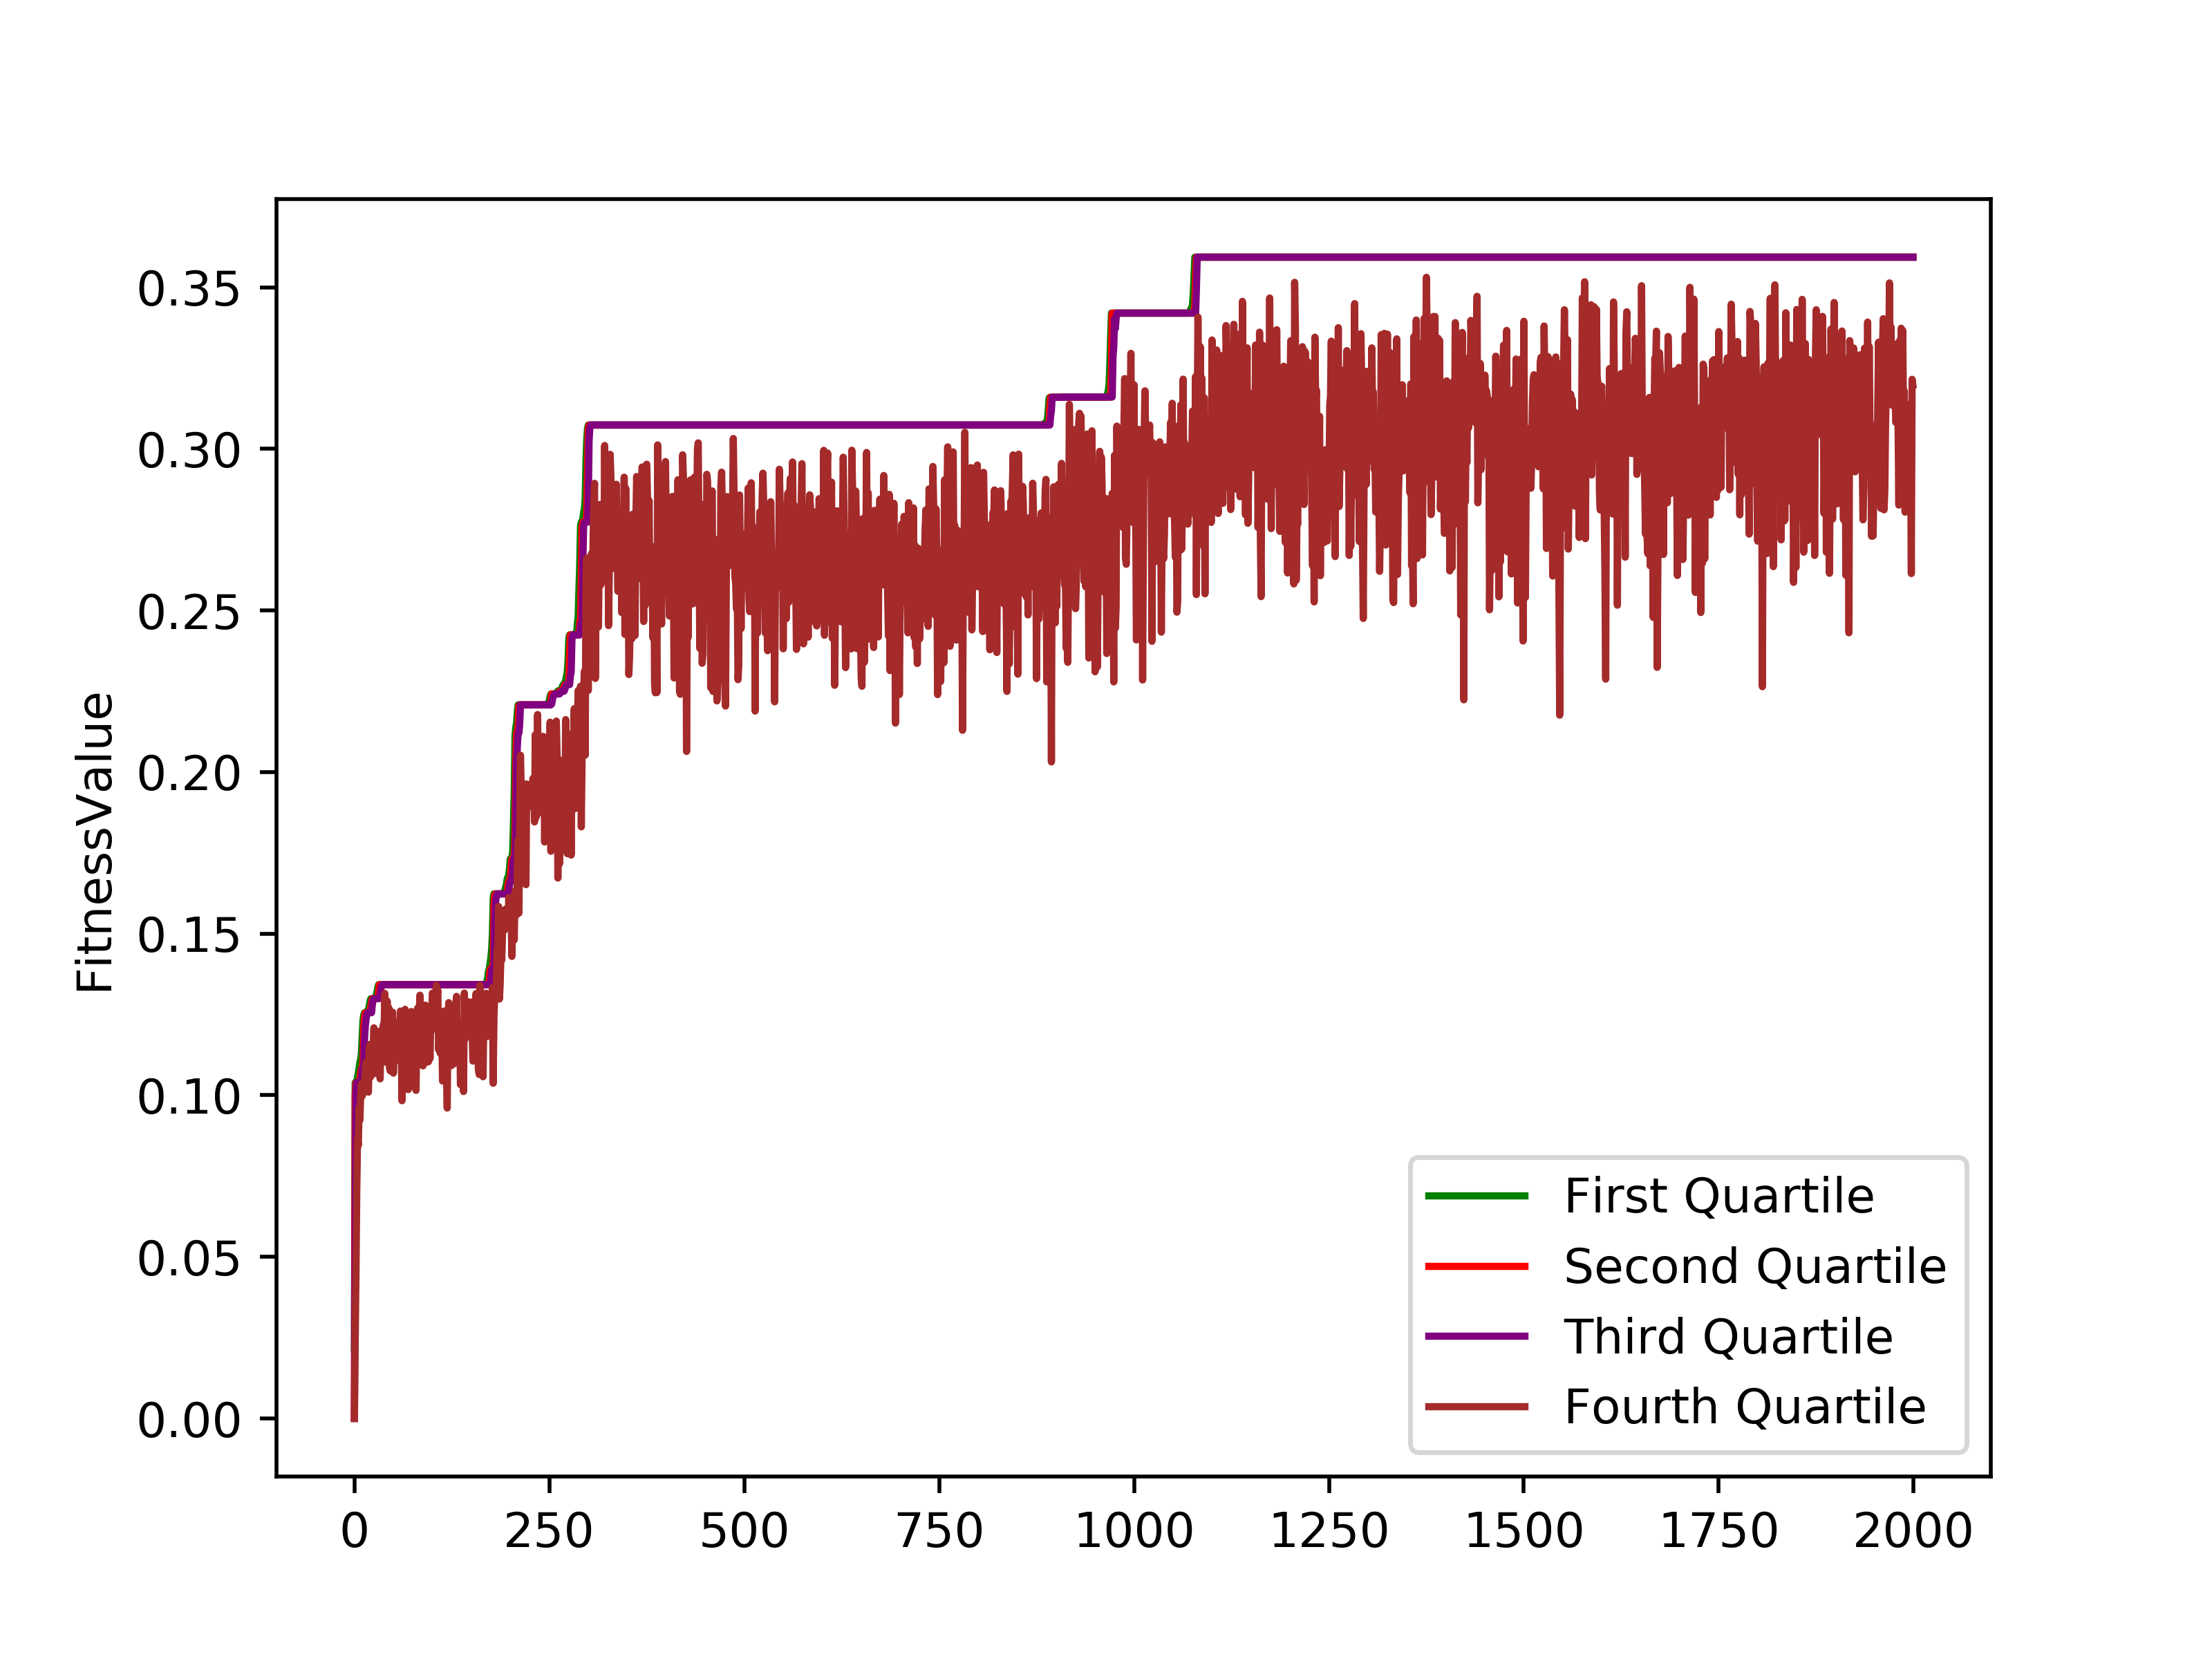 FitnessValue
0.35
0.30
0.25
0.20
0.15
0.10
0.05
0.00
0 250 500 750 1000 1250 1500 1750 2000
First Quartile
Second Quartile
Third Quartile
Fourth Quartile